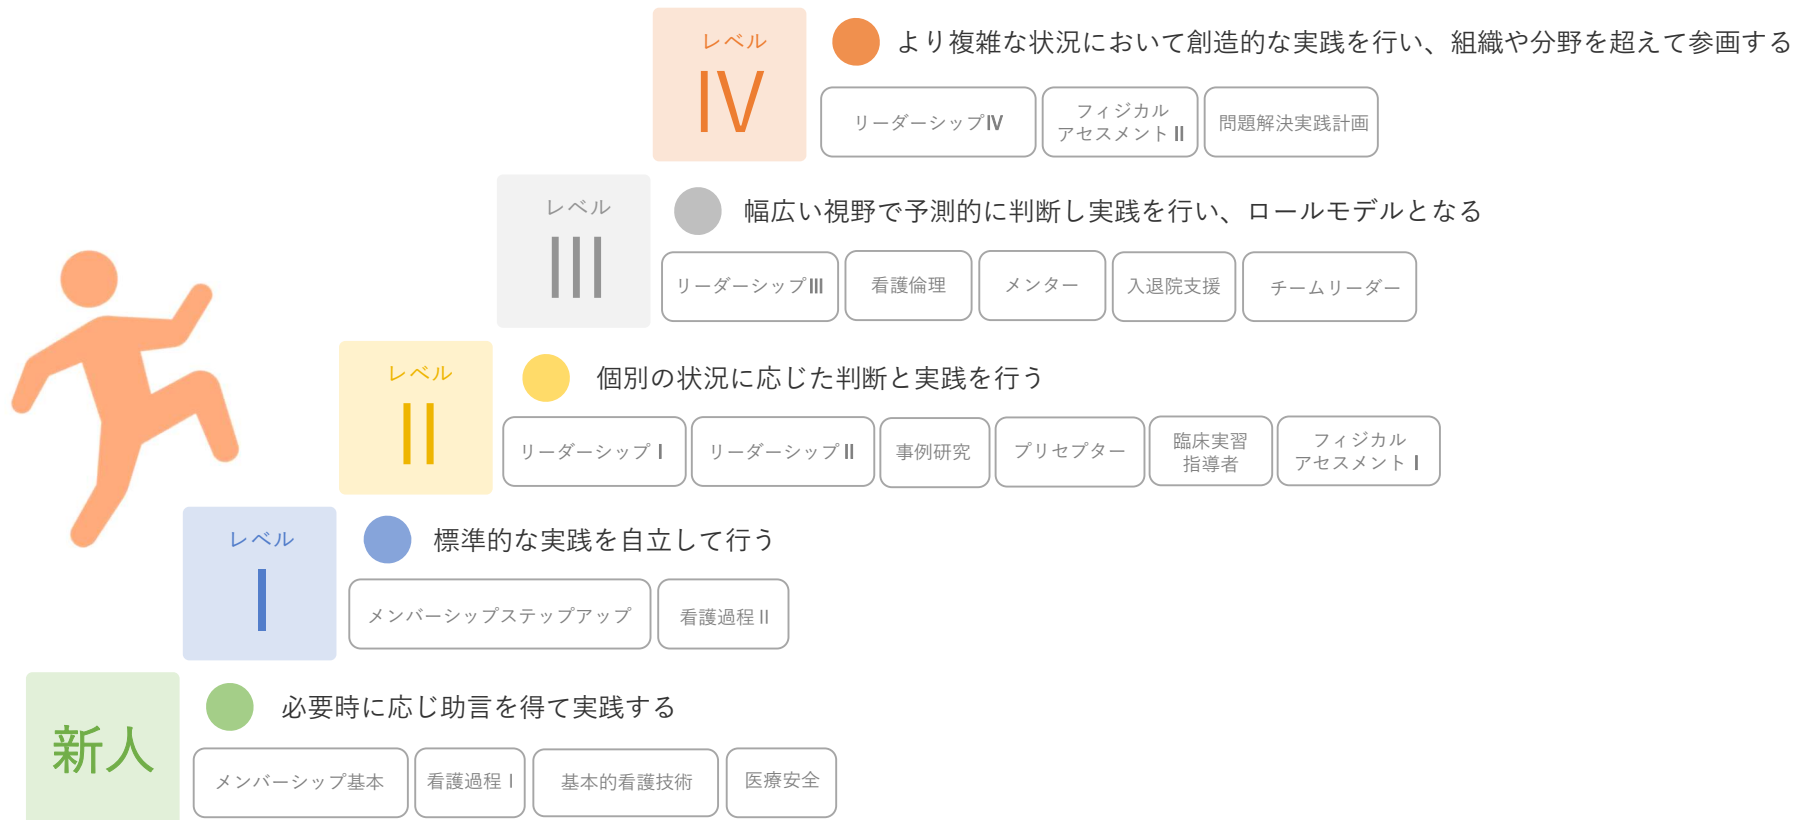 レベル
Ⅳ
より複雑な状況において創造的な実践を行い、組織や分野を超えて参画する
リーダーシップⅣ
フィジカル
アセスメントⅡ
問題解決実践計画
レベル
Ⅲ
幅広い視野で予測的に判断し実践を行い、ロールモデルとなる
リーダーシップⅢ
看護倫理
メンター
入退院支援
チームリーダー
レベル
Ⅱ
個別の状況に応じた判断と実践を行う
リーダーシップⅠ
リーダーシップⅡ
事例研究
プリセプター
臨床実習
指導者
フィジカル
アセスメントⅠ
レベル
Ⅰ
標準的な実践を自立して行う
メンバーシップステップアップ
看護過程Ⅱ
新人
必要時に応じ助言を得て実践する
メンバーシップ基本
看護過程Ⅰ
基本的看護技術
医療安全